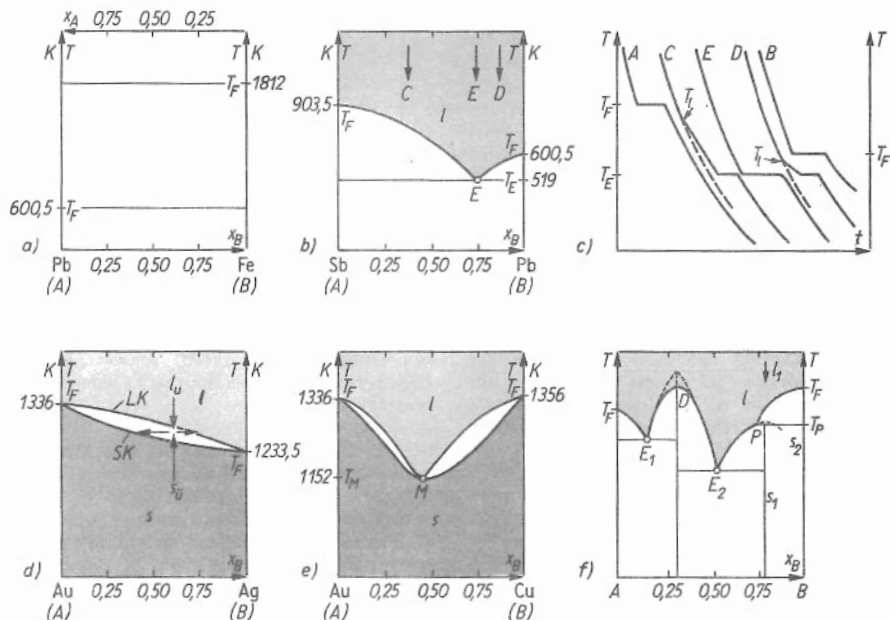 x_A 0,75 0,50 0,25
K T T K
T_F 1812
600,5 T_F
a) x_B
Pb 0,25 0,50 0,75 Fe
(A) (B)
K T T K
C E D
903,5
T_F l T_F
600,5
E T_E 519
b) x_B
Sb 0,25 0,50 0,75 Pb
(A) (B)
T A C E D B T
T_F T_l
T_l T_F
T_E
c) t
K T T K
T_F LK l_u l
1336
SK 1233,5
s_ü T_F
s
d) x_B
Au 0,25 0,50 0,75 Ag
(A) (B)
K T T K
1336 T_F T_F 1356
l
1152 T_M M
s
e) x_B
Au 0,25 0,50 0,75 Cu
(A) (B)
T l_1 T
T_F D l T_F
P T_P
E_1 s_2
E_2 s_1
f) x_B
A 0,25 0,50 0,75 B